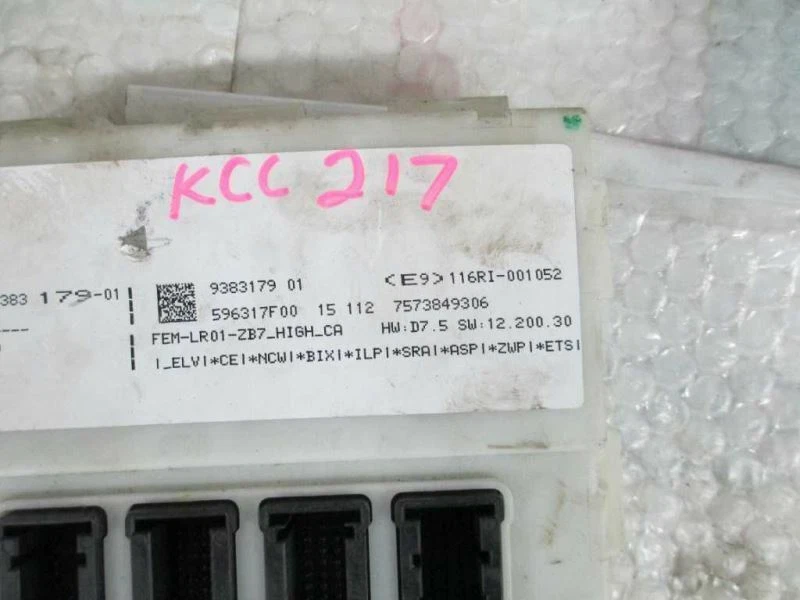 KCC 217
383 179-01
9383179 01 <E9>116RI-001052
596317F00 15 112 7573849306
FEM-LR01-ZB7_HIGH_CA HW:D7.5 SW:12.200.30
|_ELV|*CE|*NCW|*BIX|*ILP|*SRA|*ASP|*ZWP|*ETS|